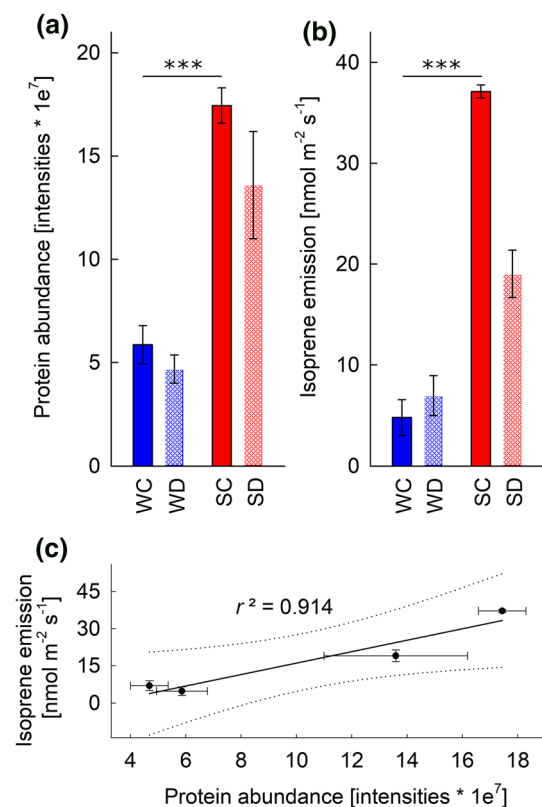 (a)
Protein abundance [intensities * 1e⁷]
20
15
10
5
0
***
WC
WD
SC
SD
(b)
Isoprene emission [nmol m⁻² s⁻¹]
40
30
20
10
0
***
WC
WD
SC
SD
(c)
Isoprene emission
[nmol m⁻² s⁻¹]
45
30
15
0
r² = 0.914
4 6 8 10 12 14 16 18
Protein abundance [intensities * 1e⁷]